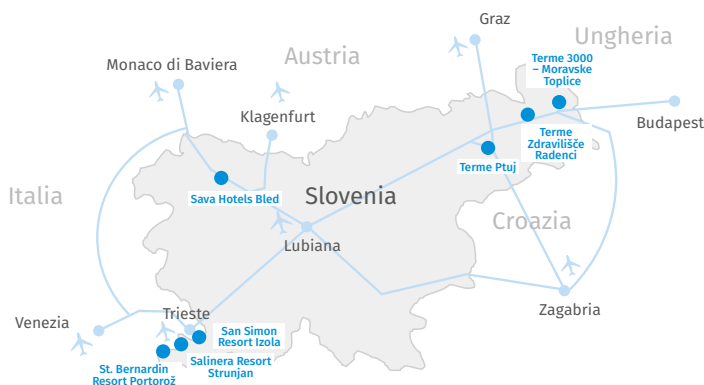 Graz
Ungheria
Austria
Monaco di Baviera
Terme 3000
– Moravske
Toplice
Klagenfurt
Budapest
Terme
Zdravilišče
Radenci
Terme Ptuj
Italia
Sava Hotels Bled
Slovenia
Croazia
Lubiana
Zagabria
Trieste
Venezia
San Simon
Resort Izola
Salinera Resort
Strunjan
St. Bernardin
Resort Portorož